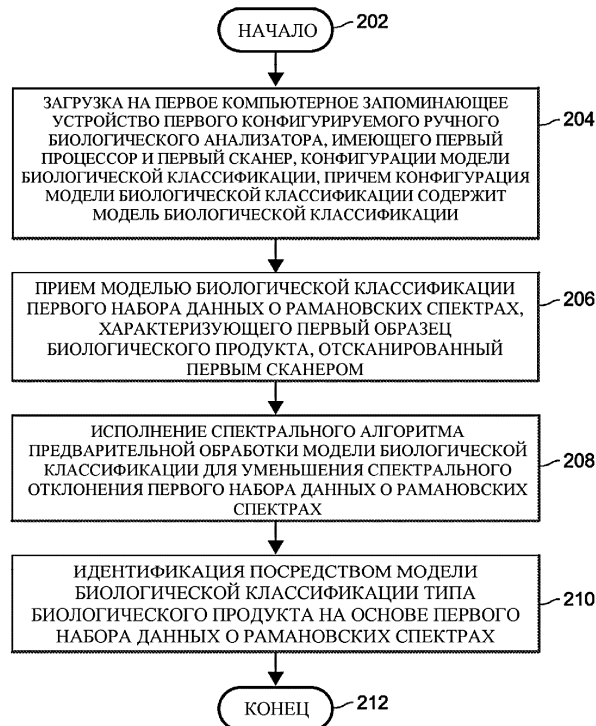 НАЧАЛО
202
ЗАГРУЗКА НА ПЕРВОЕ КОМПЬЮТЕРНОЕ ЗАПОМИНАЮЩЕЕ
УСТРОЙСТВО ПЕРВОГО КОНФИГУРИРУЕМОГО РУЧНОГО
БИОЛОГИЧЕСКОГО АНАЛИЗАТОРА, ИМЕЮЩЕГО ПЕРВЫЙ
ПРОЦЕССОР И ПЕРВЫЙ СКАНЕР, КОНФИГУРАЦИИ МОДЕЛИ
БИОЛОГИЧЕСКОЙ КЛАССИФИКАЦИИ, ПРИЧЕМ КОНФИГУРАЦИЯ
МОДЕЛИ БИОЛОГИЧЕСКОЙ КЛАССИФИКАЦИИ СОДЕРЖИТ
МОДЕЛЬ БИОЛОГИЧЕСКОЙ КЛАССИФИКАЦИИ
204
ПРИЕМ МОДЕЛЬЮ БИОЛОГИЧЕСКОЙ КЛАССИФИКАЦИИ
ПЕРВОГО НАБОРА ДАННЫХ О РАМАНОВСКИХ СПЕКТРАХ,
ХАРАКТЕРИЗУЮЩЕГО ПЕРВЫЙ ОБРАЗЕЦ
БИОЛОГИЧЕСКОГО ПРОДУКТА, ОТСКАНИРОВАННЫЙ
ПЕРВЫМ СКАНЕРОМ
206
ИСПОЛНЕНИЕ СПЕКТРАЛЬНОГО АЛГОРИТМА
ПРЕДВАРИТЕЛЬНОЙ ОБРАБОТКИ МОДЕЛИ БИОЛОГИЧЕСКОЙ
КЛАССИФИКАЦИИ ДЛЯ УМЕНЬШЕНИЯ СПЕКТРАЛЬНОГО
ОТКЛОНЕНИЯ ПЕРВОГО НАБОРА ДАННЫХ О РАМАНОВСКИХ
СПЕКТРАХ
208
ИДЕНТИФИКАЦИЯ ПОСРЕДСТВОМ МОДЕЛИ
БИОЛОГИЧЕСКОЙ КЛАССИФИКАЦИИ ТИПА
БИОЛОГИЧЕСКОГО ПРОДУКТА НА ОСНОВЕ ПЕРВОГО
НАБОРА ДАННЫХ О РАМАНОВСКИХ СПЕКТРАХ
210
КОНЕЦ
212